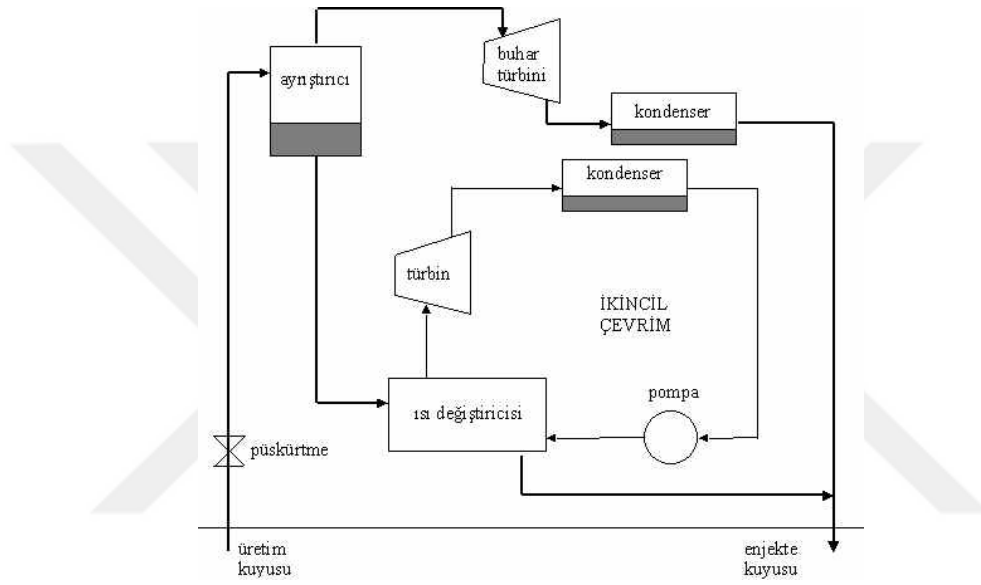 buhar
türbini
ayrıştırıcı
kondenser
kondenser
türbin
İKİNCİL
ÇEVRİM
ısı değiştiricisi
pompa
püskürtme
üretim
kuyusu
enjekte
kuyusu